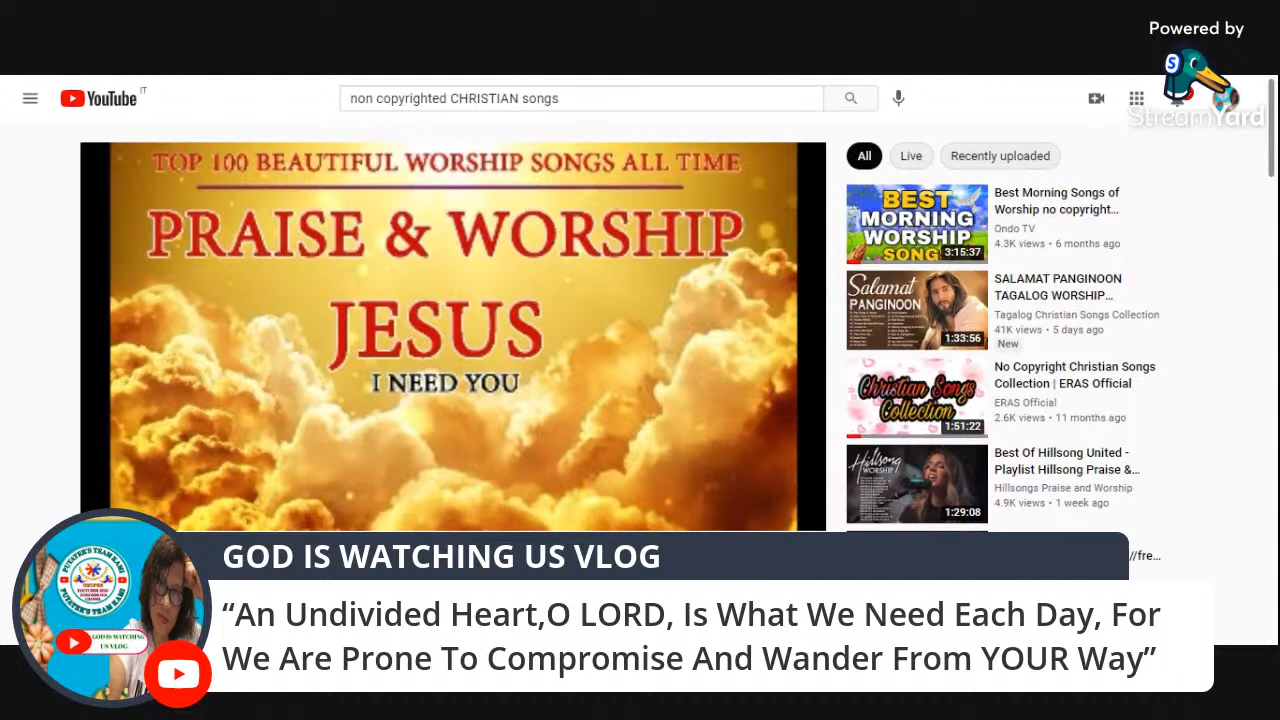 Powered by
StreamYard
YouTube IT
non copyrighted CHRISTIAN songs
TOP 100 BEAUTIFUL WORSHIP SONGS ALL TIME
PRAISE & WORSHIP
JESUS
I NEED YOU
All
Live
Recently uploaded
BEST
MORNING
WORSHIP
SONG
3:15:37
Best Morning Songs of
Worship no copyright...
Ondo TV
4.3K views • 6 months ago
Salamat
PANGINOON
1:33:56
SALAMAT PANGINOON
TAGALOG WORSHIP...
Tagalog Christian Songs Collection
41K views • 5 days ago
New
Christian Songs
Collection
1:51:22
No Copyright Christian Songs
Collection | ERAS Official
ERAS Official
2.6K views • 11 months ago
Hillsong
WORSHIP
1:29:08
Best Of Hillsong United -
Playlist Hillsong Praise &...
Hillsongs Praise and Worship
4.9K views • 1 week ago
//fre...
GOD IS WATCHING
US VLOG
GOD IS WATCHING US VLOG
“An Undivided Heart,O LORD, Is What We Need Each Day, For
We Are Prone To Compromise And Wander From YOUR Way”